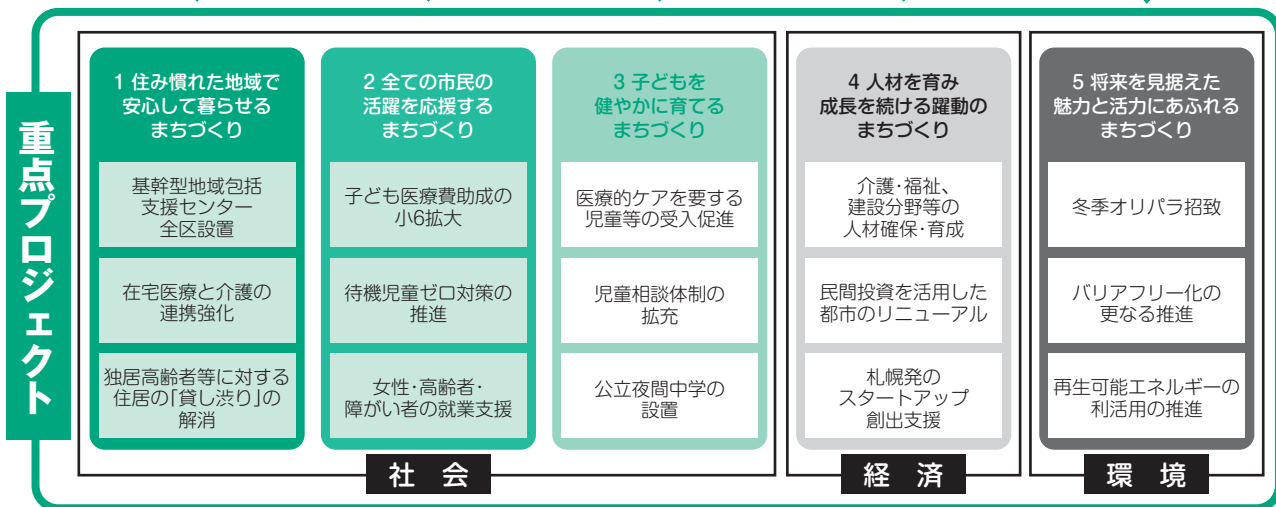 重点プロジェクト
1 住み慣れた地域で
安心して暮らせる
まちづくり
基幹型地域包括
支援センター
全区設置
在宅医療と介護の
連携強化
独居高齢者等に対する
住居の「貸し渋り」の
解消
2 全ての市民の
活躍を応援する
まちづくり
子ども医療費助成の
小6拡大
待機児童ゼロ対策の
推進
女性・高齢者・
障がい者の就業支援
3 子どもを
健やかに育てる
まちづくり
医療的ケアを要する
児童等の受入促進
児童相談体制の
拡充
公立夜間中学の
設置
社 会
4 人材を育み
成長を続ける躍動の
まちづくり
介護・福祉、
建設分野等の
人材確保・育成
民間投資を活用した
都市のリニューアル
札幌発の
スタートアップ
創出支援
経 済
5 将来を見据えた
魅力と活力にあふれる
まちづくり
冬季オリパラ招致
バリアフリー化の
更なる推進
再生可能エネルギーの
利活用の推進
環 境